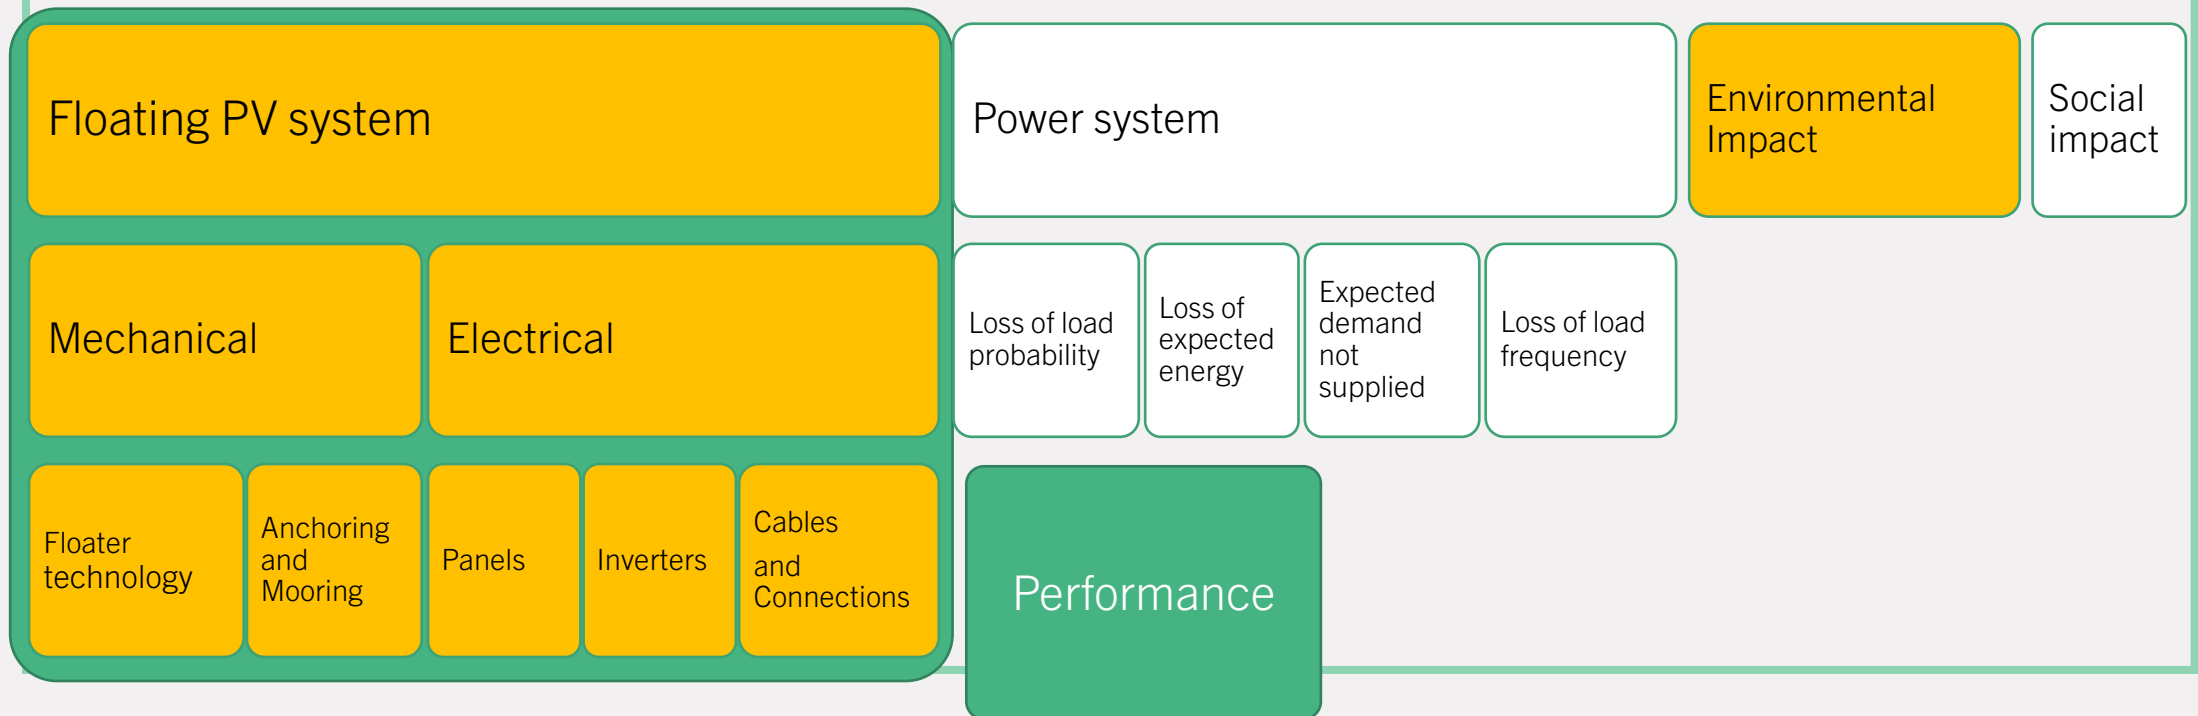 Floating PV system
Power system
Environmental
Impact
Social
impact
Mechanical
Electrical
Loss of load
probability
Loss of
expected
energy
Expected
demand
not
supplied
Loss of load
frequency
Floater
technology
Anchoring
and
Mooring
Panels
Inverters
Cables
and
Connections
Performance